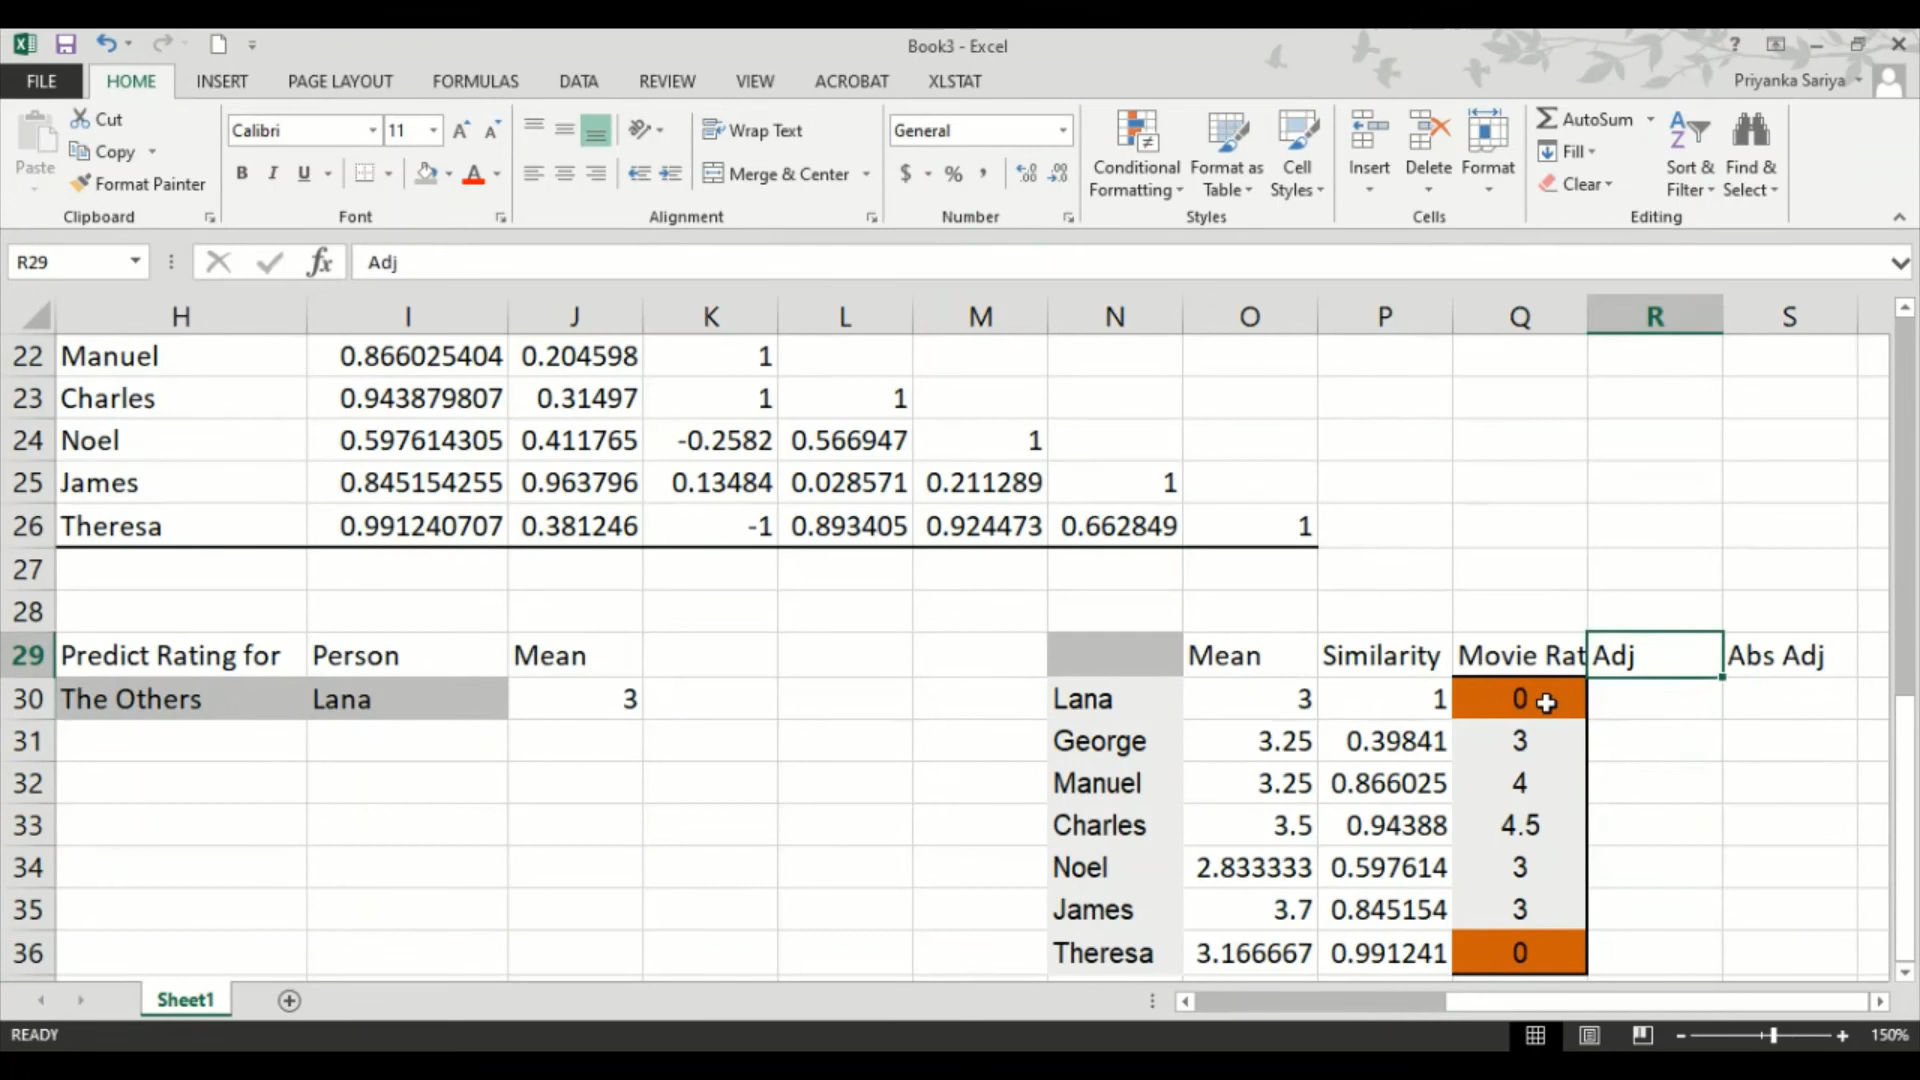 Book3 - Excel
?
FILE HOME INSERT PAGE LAYOUT FORMULAS DATA REVIEW VIEW ACROBAT XLSTAT Priyanka Sariya
Paste
Cut
Copy
Format Painter
Clipboard
Calibri 11 A A
B I U A
Font
Wrap Text
Merge & Center
Alignment
General
$ % ,
Number
Conditional Formatting
Format as Table
Cell Styles
Styles
Insert Delete Format
Cells
AutoSum
Fill
Clear
Sort & Filter
Find & Select
Editing
R29 fx Adj
H I J K L M N O P Q R S
22 Manuel 0.866025404 0.204598 1
23 Charles 0.943879807 0.31497 1 1
24 Noel 0.597614305 0.411765 -0.2582 0.566947 1
25 James 0.845154255 0.963796 0.13484 0.028571 0.211289 1
26 Theresa 0.991240707 0.381246 -1 0.893405 0.924473 0.662849 1
27
28
29 Predict Rating for Person Mean Mean Similarity Movie Rat Adj Abs Adj
30 The Others Lana 3 Lana 3 1 0
31 George 3.25 0.39841 3
32 Manuel 3.25 0.866025 4
33 Charles 3.5 0.94388 4.5
34 Noel 2.833333 0.597614 3
35 James 3.7 0.845154 3
36 Theresa 3.166667 0.991241 0
Sheet1
READY 150%